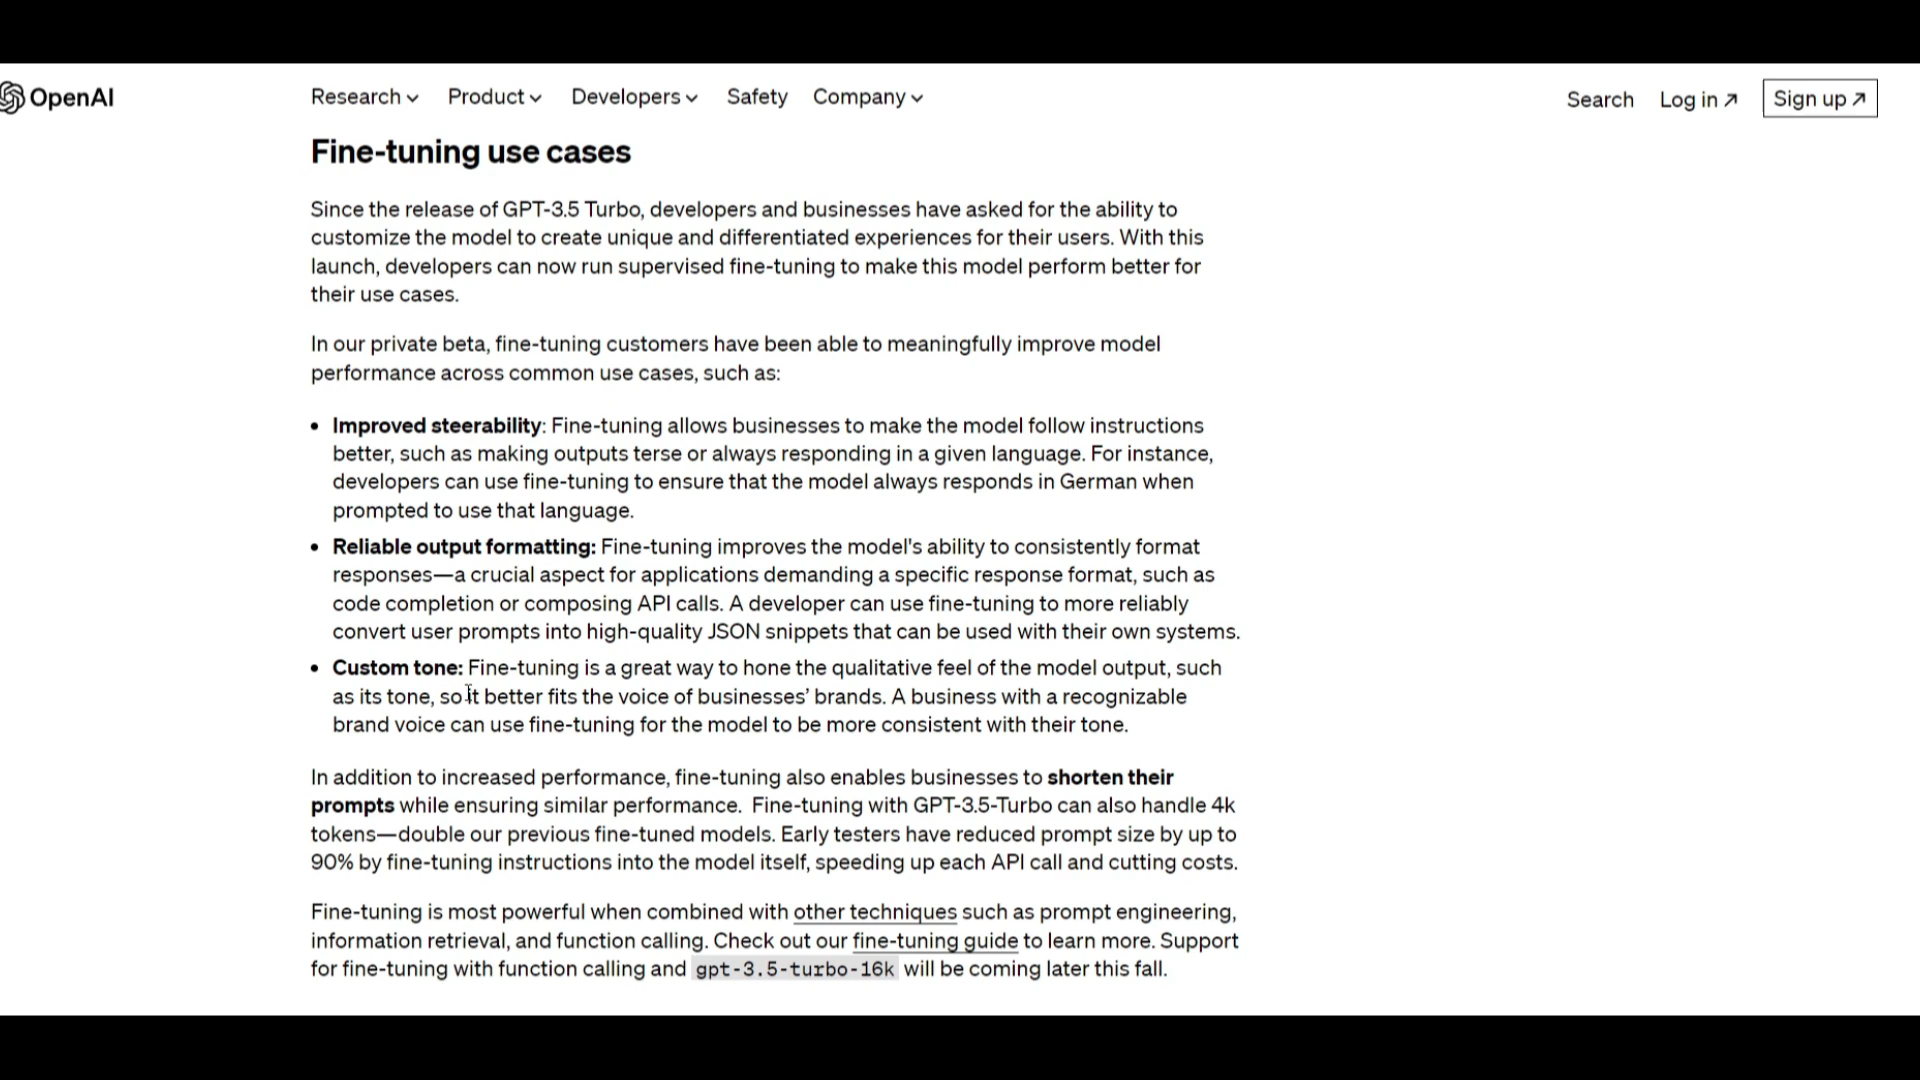 OpenAI
Research Product Developers Safety Company
Search Log in ↗ Sign up ↗
Fine-tuning use cases
Since the release of GPT-3.5 Turbo, developers and businesses have asked for the ability to
customize the model to create unique and differentiated experiences for their users. With this
launch, developers can now run supervised fine-tuning to make this model perform better for
their use cases.
In our private beta, fine-tuning customers have been able to meaningfully improve model
performance across common use cases, such as:
• Improved steerability: Fine-tuning allows businesses to make the model follow instructions
better, such as making outputs terse or always responding in a given language. For instance,
developers can use fine-tuning to ensure that the model always responds in German when
prompted to use that language.
• Reliable output formatting: Fine-tuning improves the model's ability to consistently format
responses—a crucial aspect for applications demanding a specific response format, such as
code completion or composing API calls. A developer can use fine-tuning to more reliably
convert user prompts into high-quality JSON snippets that can be used with their own systems.
• Custom tone: Fine-tuning is a great way to hone the qualitative feel of the model output, such
as its tone, so it better fits the voice of businesses’ brands. A business with a recognizable
brand voice can use fine-tuning for the model to be more consistent with their tone.
In addition to increased performance, fine-tuning also enables businesses to shorten their
prompts while ensuring similar performance. Fine-tuning with GPT-3.5-Turbo can also handle 4k
tokens—double our previous fine-tuned models. Early testers have reduced prompt size by up to
90% by fine-tuning instructions into the model itself, speeding up each API call and cutting costs.
Fine-tuning is most powerful when combined with other techniques such as prompt engineering,
information retrieval, and function calling. Check out our fine-tuning guide to learn more. Support
for fine-tuning with function calling and gpt-3.5-turbo-16k will be coming later this fall.